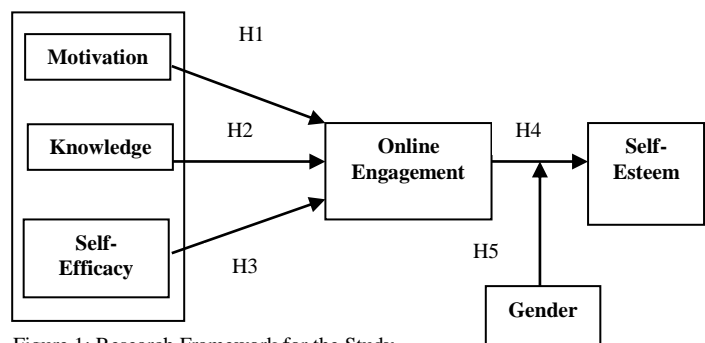 H1
Motivation
H2
Knowledge
Online
Engagement
H4
Self-
Esteem
Self-
Efficacy
H3
H5
Gender
Figure 1: Research Framework for the Study